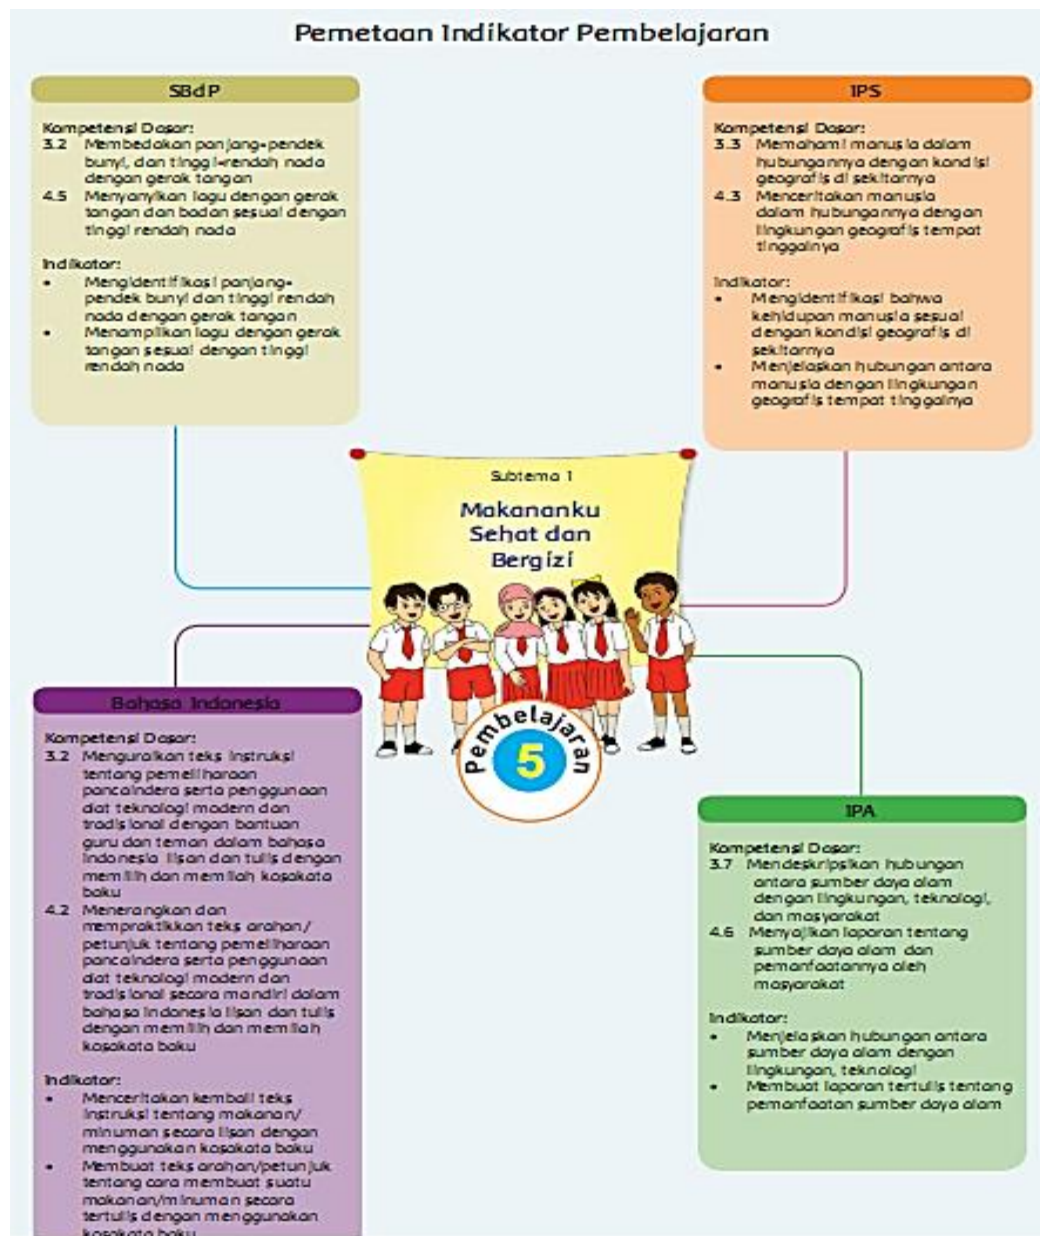 Pemetaan Indikator Pembelajaran
SBdP
Kompetensi Dasar:
3.2 Membedakan panjang-pendek
bunyi, dan tinggi-rendah nada
dengan gerak tangan
4.5 Menyanyikan lagu dengan gerak
tangan dan badan sesuai dengan
tinggi rendah nada
Indikator:
• Mengidentifikasi panjang-
pendek bunyi dan tinggi rendah
nada dengan gerak tangan
• Menampilkan lagu dengan gerak
tangan sesuai dengan tinggi
rendah nada
IPS
Kompetensi Dasar:
3.3 Memahami manusia dalam
hubungannya dengan kondisi
geografis di sekitarnya
4.3 Menceritakan manusia
dalam hubungannya dengan
lingkungan geografis tempat
tinggalnya
Indikator:
• Mengidentifikasi bahwa
kehidupan manusia sesuai
dengan kondisi geografis di
sekitarnya
• Menjelaskan hubungan antara
manusia dengan lingkungan
geografis tempat tinggalnya
Subtema 1
Makananku
Sehat dan
Bergizi
Pembelajaran
5
Bahasa Indonesia
Kompetensi Dasar:
3.2 Menguraikan teks instruksi
tentang pemeliharaan
pancaindera serta penggunaan
alat teknologi modern dan
tradisional dengan bantuan
guru dan teman dalam bahasa
Indonesia lisan dan tulis dengan
memilih dan memilah kosakata
baku
4.2 Menerangkan dan
mempraktikkan teks arahan/
petunjuk tentang pemeliharaan
pancaindera serta penggunaan
alat teknologi modern dan
tradisional secara mandiri dalam
bahasa Indonesia lisan dan tulis
dengan memilih dan memilah
kosakata baku
Indikator:
• Menceritakan kembali teks
instruksi tentang makanan/
minuman secara lisan dengan
menggunakan kosakata baku
• Membuat teks arahan/petunjuk
tentang cara membuat suatu
makanan/minuman secara
tertulis dengan menggunakan
kosakata baku
IPA
Kompetensi Dasar:
3.7 Mendeskripsikan hubungan
antara sumber daya alam
dengan lingkungan, teknologi,
dan masyarakat
4.6 Menyajikan laporan tentang
sumber daya alam dan
pemanfaatannya oleh
masyarakat
Indikator:
• Menjelaskan hubungan antara
sumber daya alam dengan
lingkungan, teknologi
• Membuat laporan tertulis tentang
pemanfaatan sumber daya alam